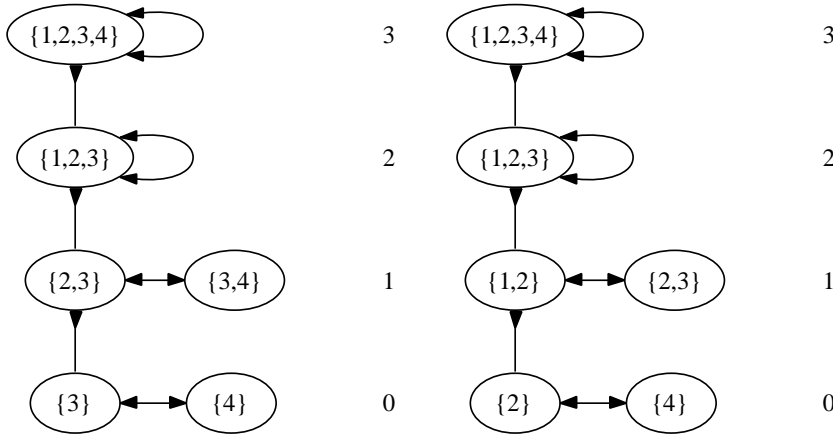 {1,2,3,4} 3 {1,2,3,4} 3
{1,2,3} 2 {1,2,3} 2
{2,3} {3,4} 1 {1,2} {2,3} 1
{3} {4} 0 {2} {4} 0